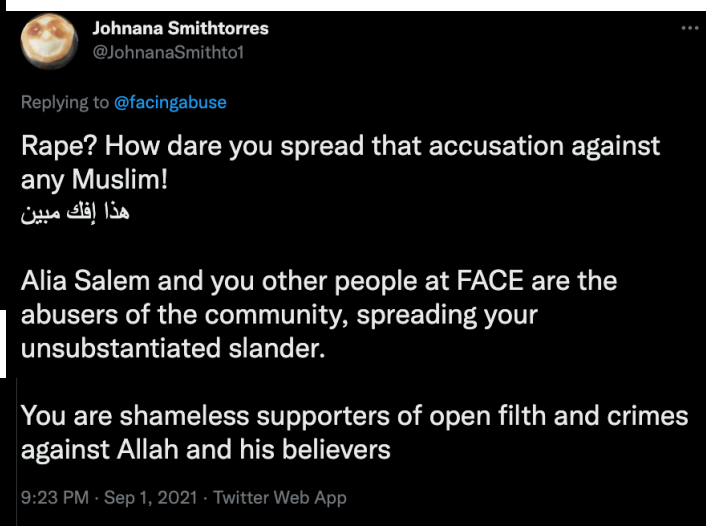 Johnana Smithtorres
@JohnanaSmithto1
Replying to @facingabuse
Rape? How dare you spread that accusation against
any Muslim!
هذا إفك مبين
Alia Salem and you other people at FACE are the
abusers of the community, spreading your
unsubstantiated slander.
You are shameless supporters of open filth and crimes
against Allah and his believers
9:23 PM · Sep 1, 2021 · Twitter Web App